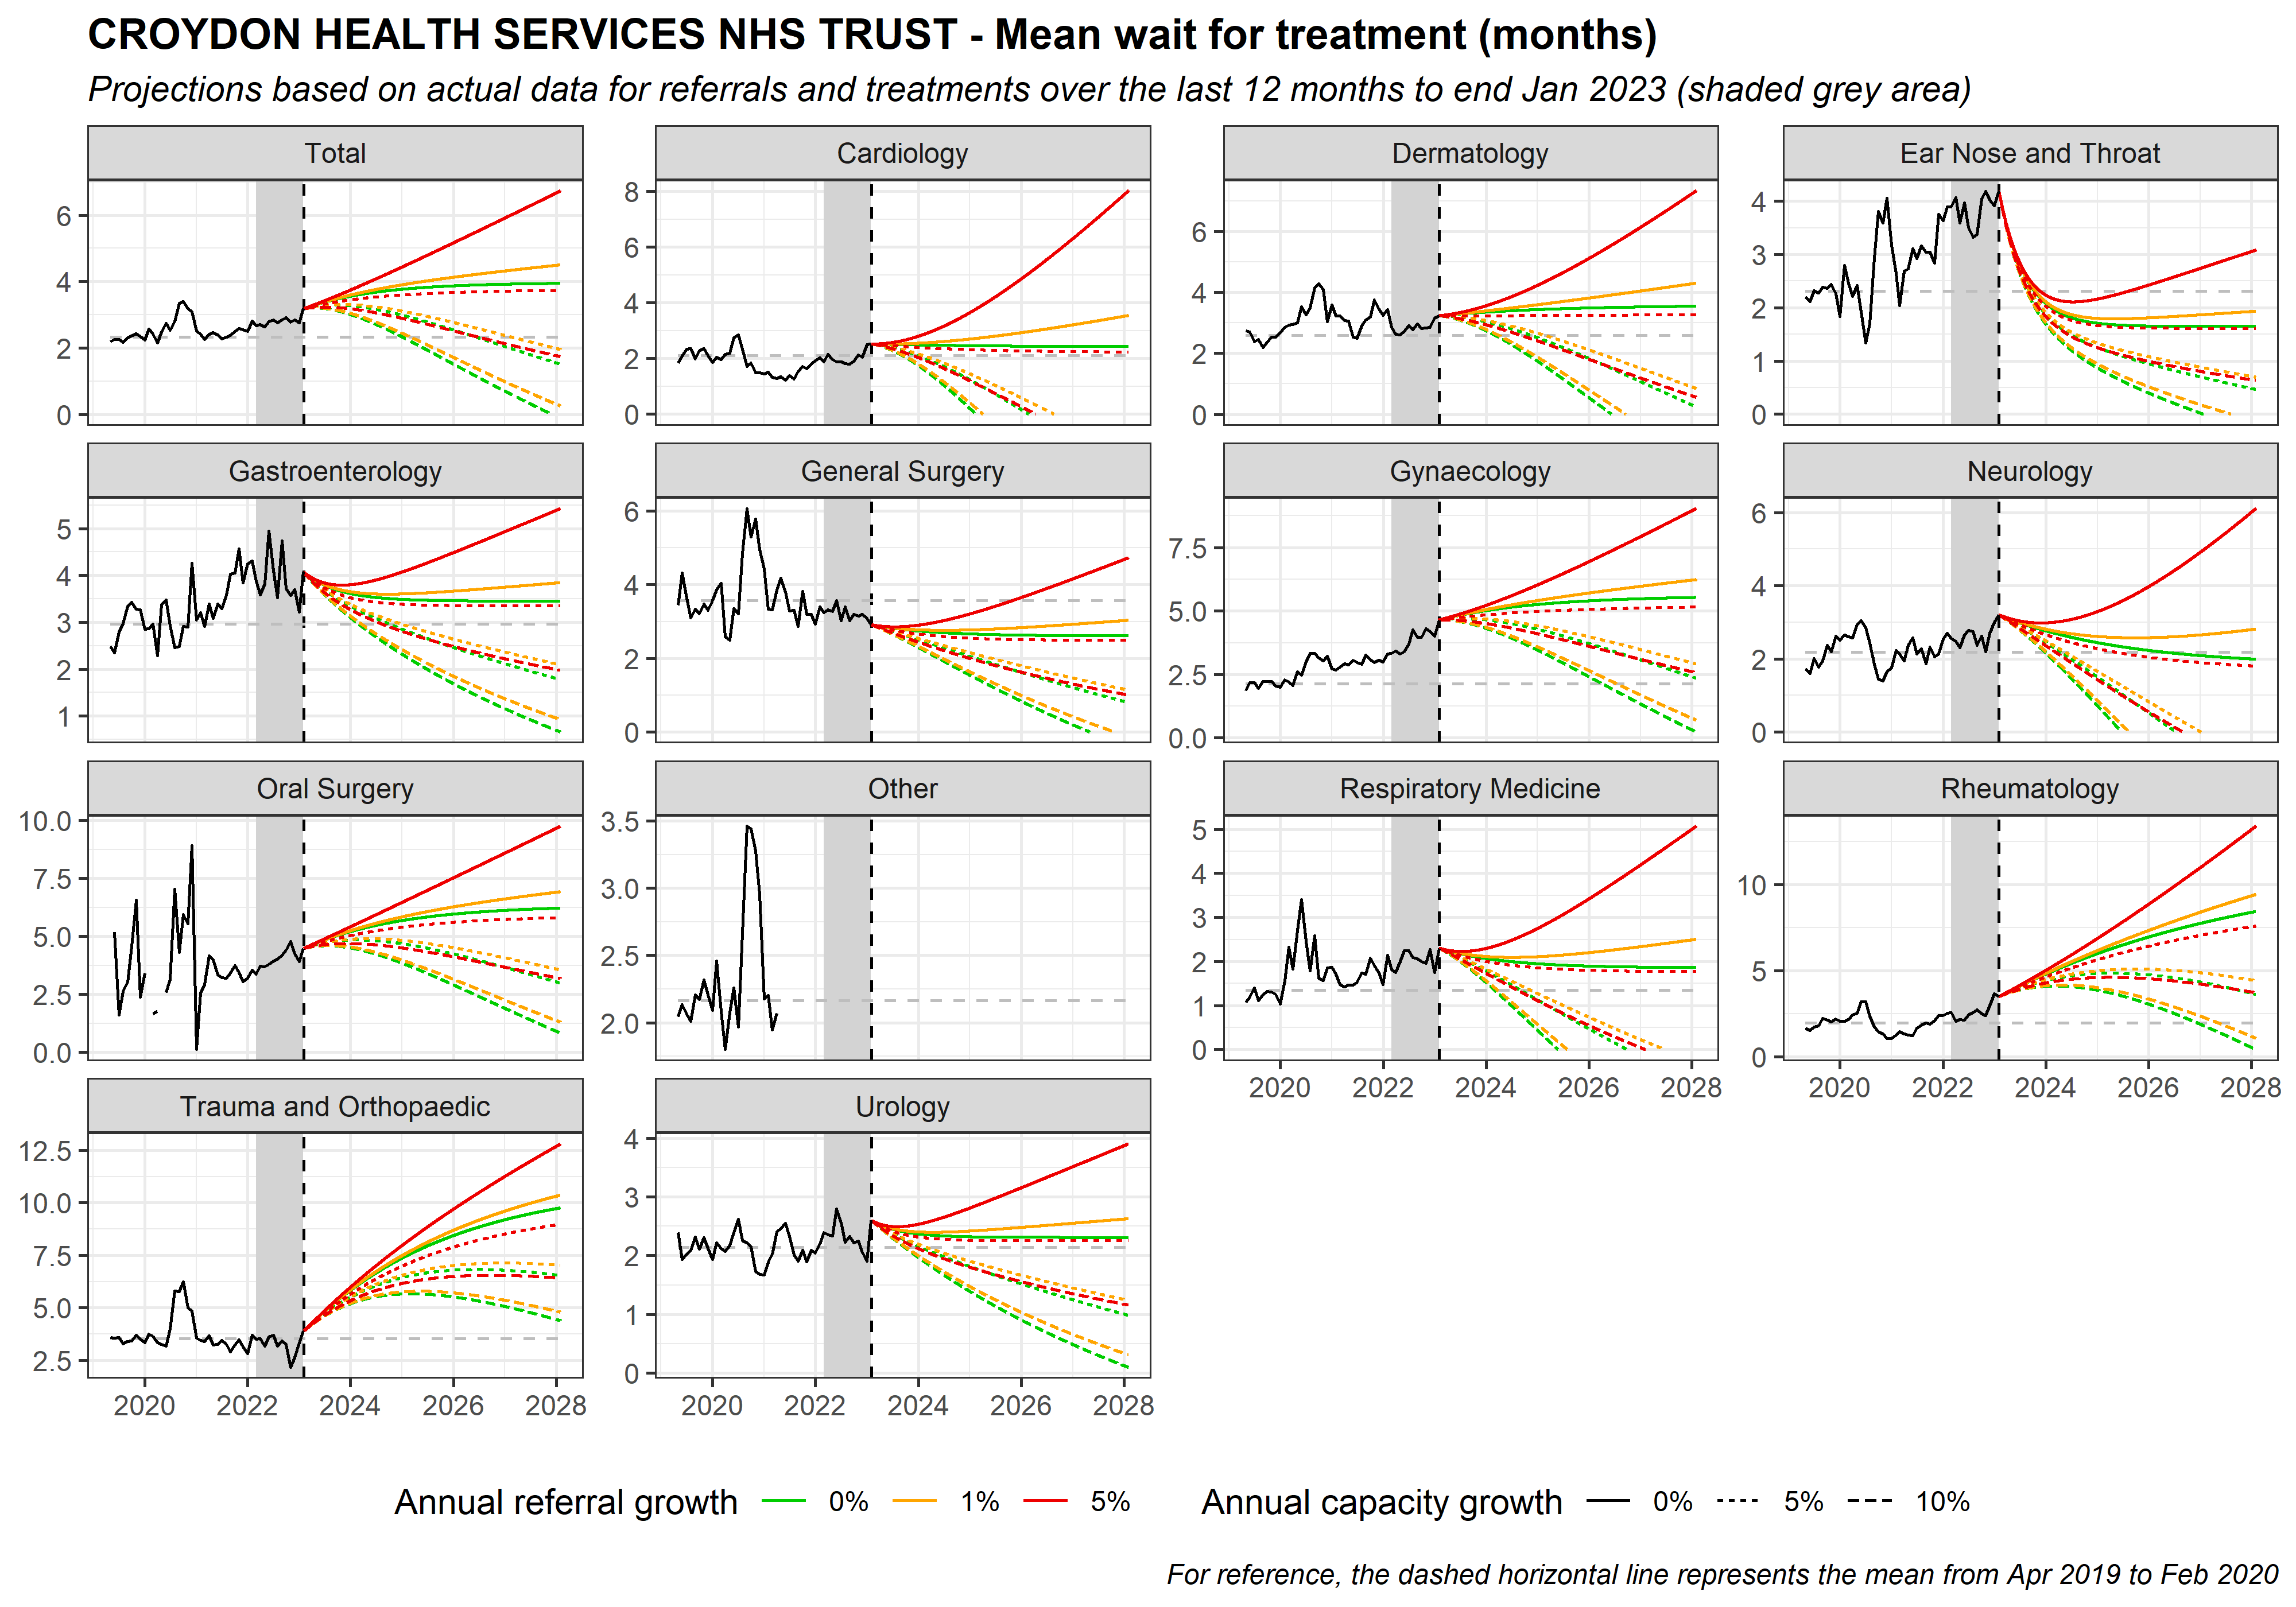 CROYDON HEALTH SERVICES NHS TRUST - Mean wait for treatment (months)
Projections based on actual data for referrals and treatments over the last 12 months to end Jan 2023 (shaded grey area)
Total
6
4
2
0
Cardiology
8
6
4
2
0
Dermatology
6
4
2
0
Ear Nose and Throat
4
3
2
1
0
Gastroenterology
5
4
3
2
1
General Surgery
6
4
2
0
Gynaecology
7.5
5.0
2.5
0.0
Neurology
6
4
2
0
Oral Surgery
10.0
7.5
5.0
2.5
0.0
Other
3.5
3.0
2.5
2.0
Respiratory Medicine
5
4
3
2
1
0
2020 2022 2024 2026 2028
Rheumatology
10
5
0
2020 2022 2024 2026 2028
Trauma and Orthopaedic
12.5
10.0
7.5
5.0
2.5
2020 2022 2024 2026 2028
Urology
4
3
2
1
0
2020 2022 2024 2026 2028
Annual referral growth 0% 1% 5% Annual capacity growth 0% 5% 10%
For reference, the dashed horizontal line represents the mean from Apr 2019 to Feb 2020